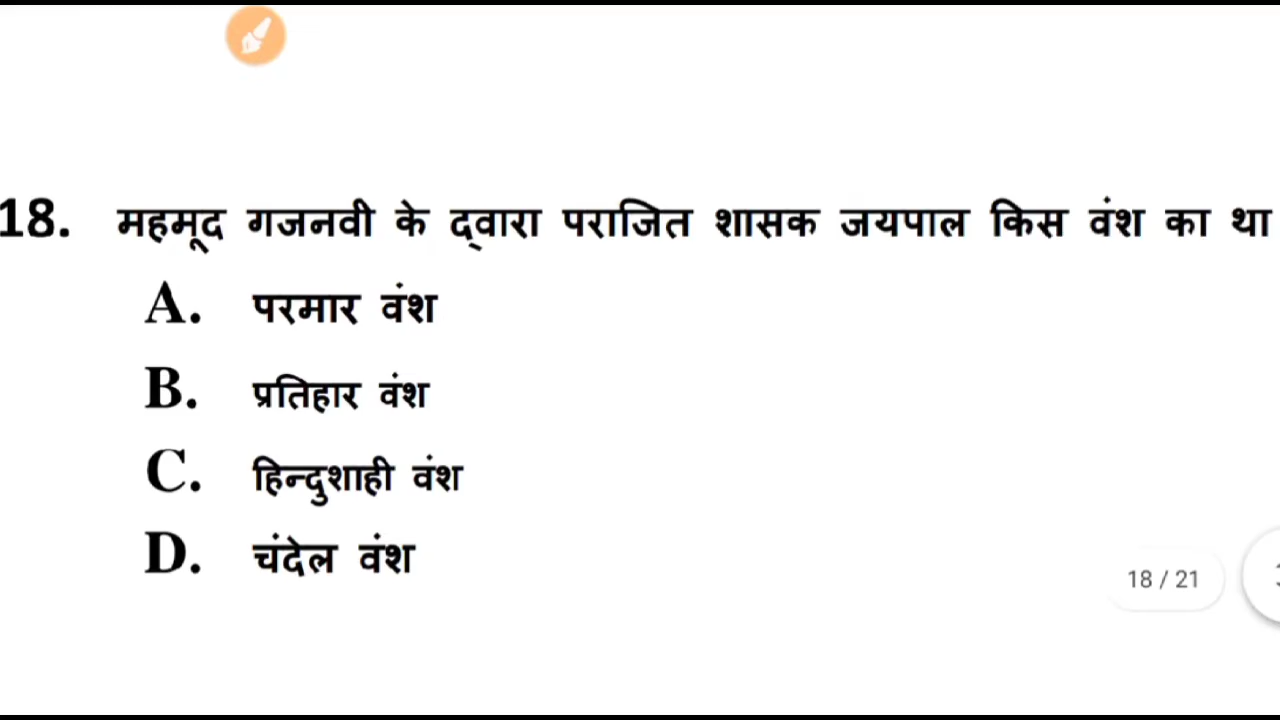 18. महमूद गजनवी के द्वारा पराजित शासक जयपाल किस वंश का था
A. परमार वंश
B. प्रतिहार वंश
C. हिन्दुशाही वंश
D. चंदेल वंश
18 / 21